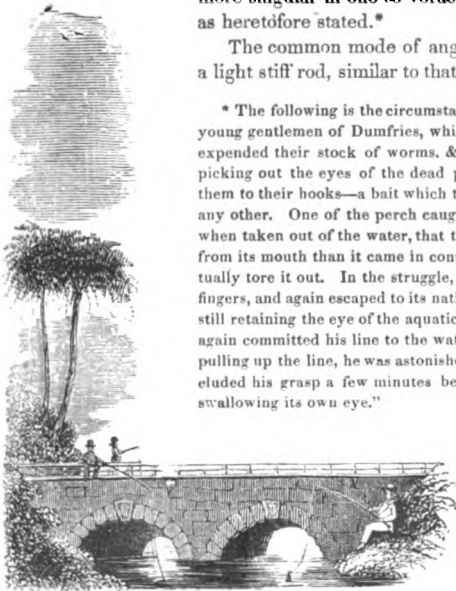 as heretofore stated.*
The common mode of ang
a light stiff rod, similar to that
* The following is the circumsta
young gentlemen of Dumfries, whi
expended their stock of worms, &
picking out the eyes of the dead p
them to their hooks—a bait which t
any other. One of the perch caug
when taken out of the water, that t
from its mouth than it came in con
tually tore it out. In the struggle,
fingers, and again escaped to its nati
still retaining the eye of the aquatic
again committed his line to the wat
pulling up the line, he was astonishe
eluded his grasp a few minutes be
swallowing its own eye."